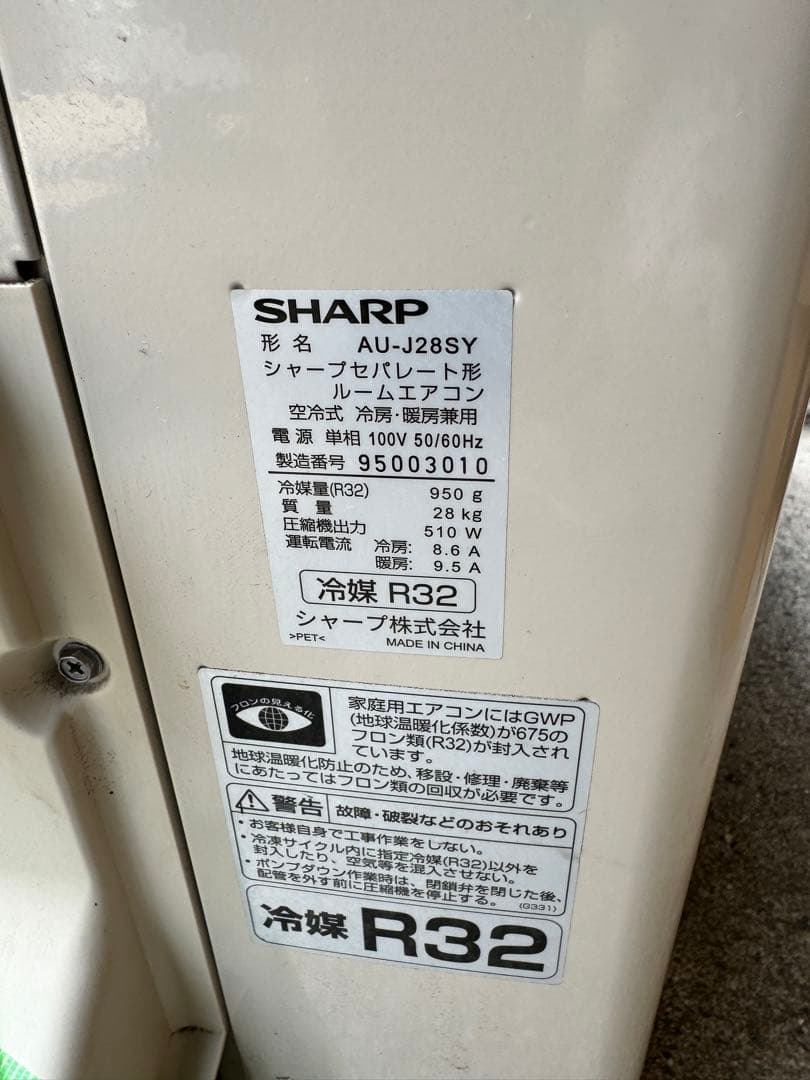 SHARP
形名 AU-J28SY
シャープセパレート形
ルームエアコン
空冷式 冷房・暖房兼用
電源 単相 100V 50/60Hz
製造番号 95003010
冷媒量(R32) 950 g
質量 28 kg
圧縮機出力 510 W
運転電流 冷房: 8.6 A
暖房: 9.5 A
冷媒 R32
シャープ株式会社
>PET< MADE IN CHINA
フロンの見える化
家庭用エアコンにはGWP
(地球温暖化係数)が675の
フロン類(R32)が封入され
ています。
地球温暖化防止のため、移設・修理・廃棄等
にあたってはフロン類の回収が必要です。
警告 故障・破裂などのおそれあり
・お客様自身で工事作業をしない。
・冷凍サイクル内に指定冷媒(R32)以外を
封入したり、空気等を混入させない。
・ポンプダウン作業時は、閉鎖弁を閉じた後、
配管を外す前に圧縮機を停止する。 (G331)
冷媒 R32